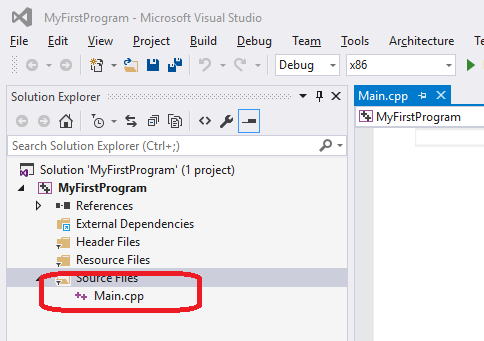 MyFirstProgram - Microsoft Visual Studio
File Edit View Project Build Debug Team Tools Test Analyze
Debug x86
Solution Explorer
Main.cpp
MyFirstProgram
Search Solution Explorer (Ctrl+;)
Solution 'MyFirstProgram' (1 project)
MyFirstProgram
References
External Dependencies
Header Files
Resource Files
Source Files
Main.cpp